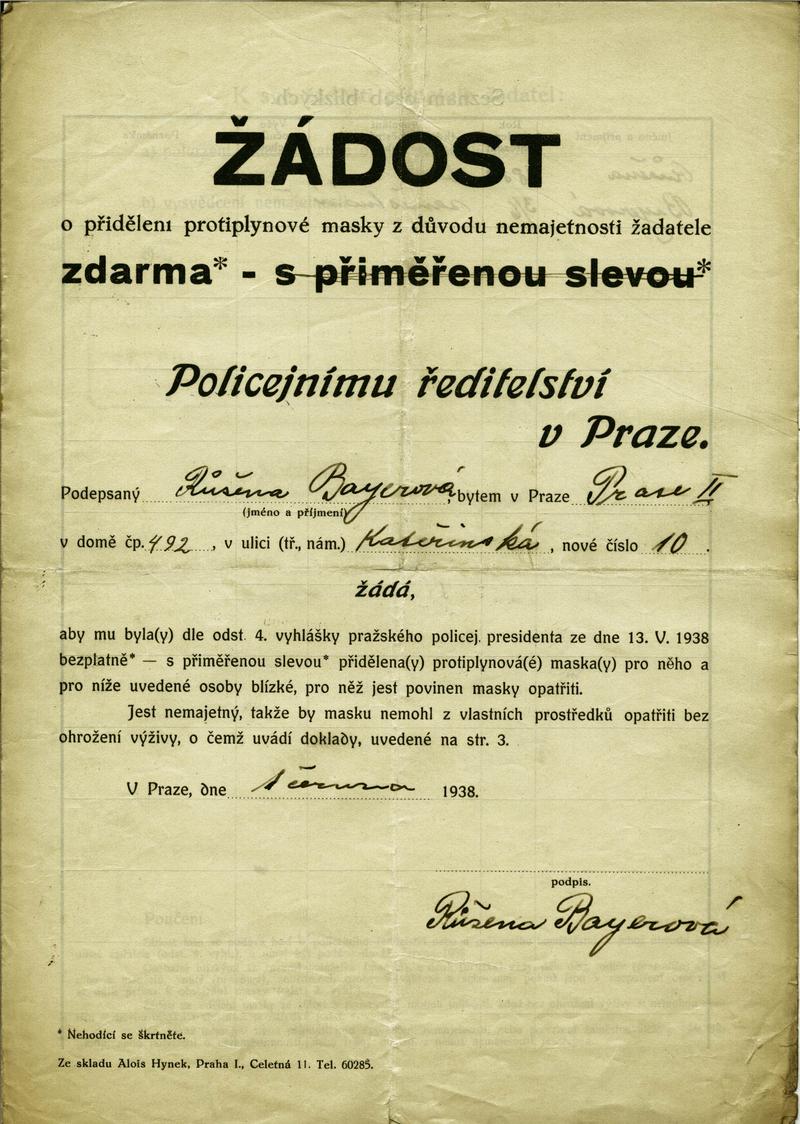 ŽÁDOST
o přidělení protiplynové masky z důvodu nemajetnosti žadatele
zdarma* - s přiměřenou slevou*
Policejnímu ředitelství
v Praze.
Podepsaný Růšena Bayerová, bytem v Praze Prase II
(jméno a příjmení)
v domě čp. 492, v ulici (tř., nám.) Kateřinská, nové číslo 10.
žádá,
aby mu byla(y) dle odst. 4. vyhlášky pražského policej. presidenta ze dne 13. V. 1938
bezplatně* — s přiměřenou slevou* přidělena(y) protiplynová(é) maska(y) pro něho a
pro níže uvedené osoby blízké, pro něž jest povinen masky opatřiti.
Jest nemajetný, takže by masku nemohl z vlastních prostředků opatřiti bez
ohrožení výživy, o čemž uvádí doklady, uvedené na str. 3.
V Praze, dne 1 června 1938.
podpis.
Růžena Bayerová
* Nehodící se škrtněte.
Ze skladu Alois Hynek, Praha I., Celetná 11. Tel. 60285.